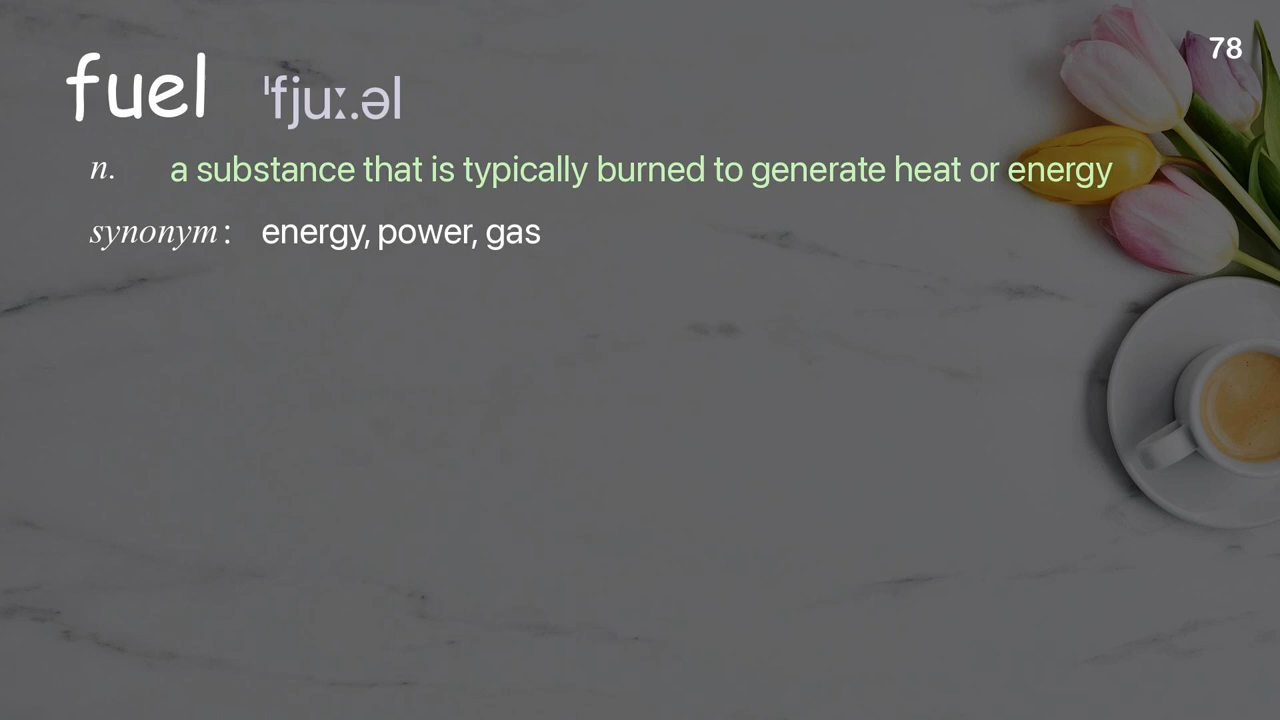 78
fuel ˈfjuː.əl
n. a substance that is typically burned to generate heat or energy
synonym: energy, power, gas